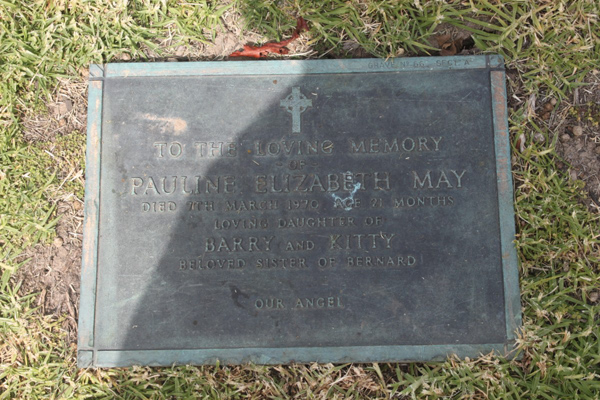 TO THE LOVING MEMORY
OF
PAULINE ELIZABETH MAY
DIED 7TH MARCH 1970 AGE 21 MONTHS
LOVING DAUGHTER OF
BARRY AND KITTY
BELOVED SISTER OF BERNARD
OUR ANGEL